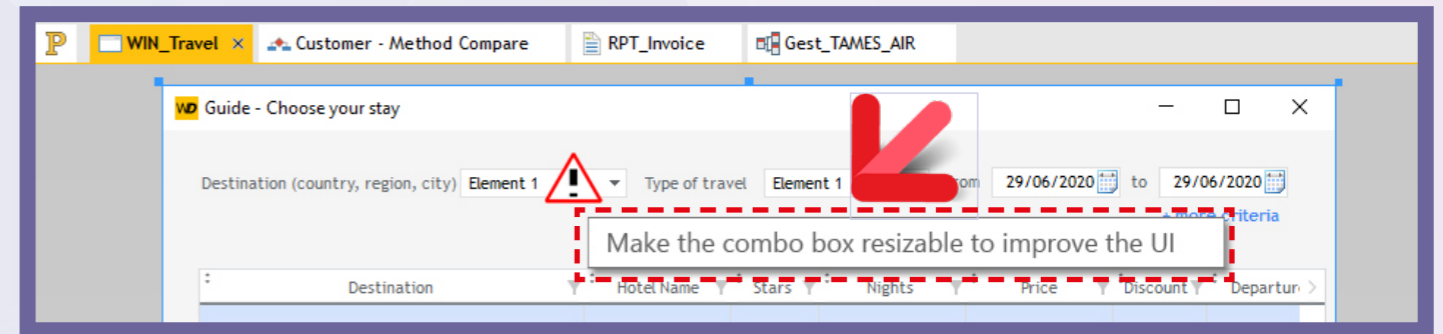 P WIN_Travel × Customer - Method Compare RPT_Invoice Gest_TAMES_AIR
WD Guide - Choose your stay
Destination (country, region, city) Element 1 ! Type of travel Element 1 29/06/2020 to 29/06/2020
+ More criteria
Make the combo box resizable to improve the UI
Destination Hotel Name Stars Nights Price Discount Departur